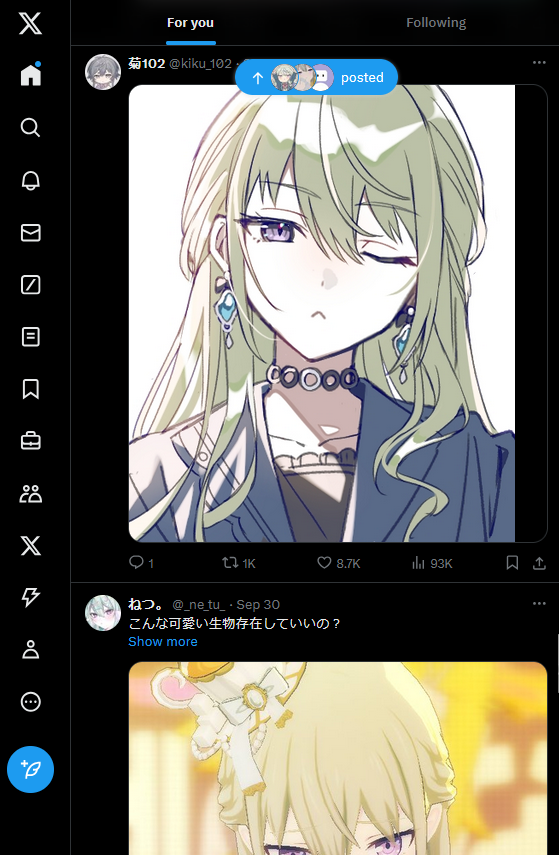 For you
Following
菊102 @kiku_102 ·
posted
1
1K
8.7K
93K
ねつ。 @_ne_tu_ · Sep 30
こんな可愛い生物存在していいの？
Show more